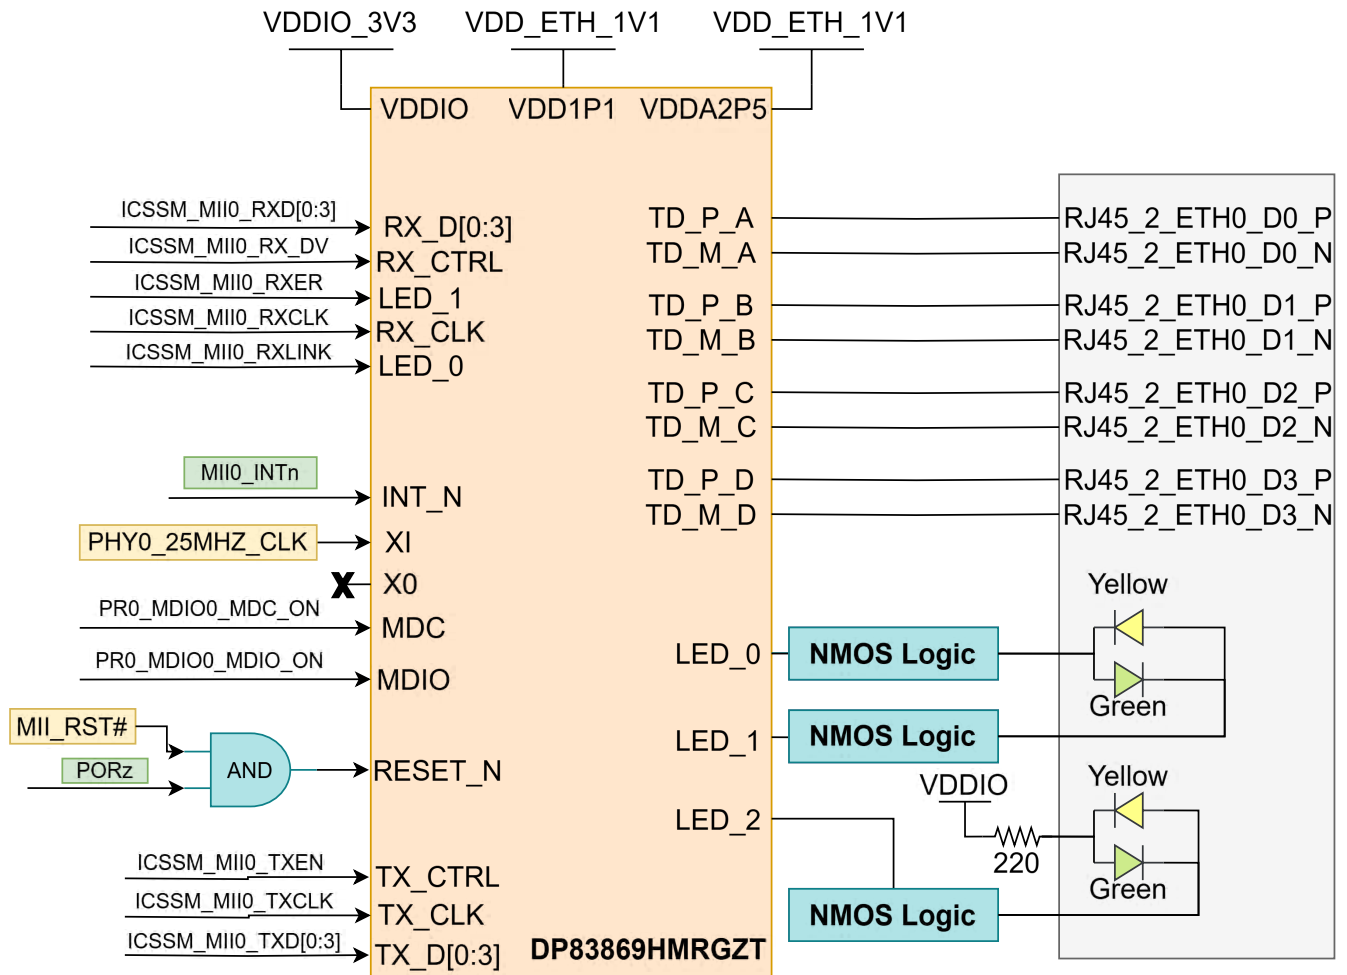 VDDIO_3V3
VDD_ETH_1V1
VDD_ETH_1V1
VDDIO
VDD1P1
VDDA2P5
ICSSM_MII0_RXD[0:3]
RX_D[0:3]
ICSSM_MII0_RX_DV
RX_CTRL
ICSSM_MII0_RXER
LED_1
ICSSM_MII0_RXCLK
RX_CLK
ICSSM_MII0_RXLINK
LED_0
MII0_INTn
INT_N
PHY0_25MHZ_CLK
XI
X
X0
PR0_MDIO0_MDC_ON
MDC
PR0_MDIO0_MDIO_ON
MDIO
MII_RST#
PORz
AND
RESET_N
ICSSM_MII0_TXEN
TX_CTRL
ICSSM_MII0_TXCLK
TX_CLK
ICSSM_MII0_TXD[0:3]
TX_D[0:3]
DP83869HMRGZT
TD_P_A
RJ45_2_ETH0_D0_P
TD_M_A
RJ45_2_ETH0_D0_N
TD_P_B
RJ45_2_ETH0_D1_P
TD_M_B
RJ45_2_ETH0_D1_N
TD_P_C
RJ45_2_ETH0_D2_P
TD_M_C
RJ45_2_ETH0_D2_N
TD_P_D
RJ45_2_ETH0_D3_P
TD_M_D
RJ45_2_ETH0_D3_N
LED_0
NMOS Logic
Yellow
Green
LED_1
NMOS Logic
VDDIO
220
Yellow
Green
LED_2
NMOS Logic